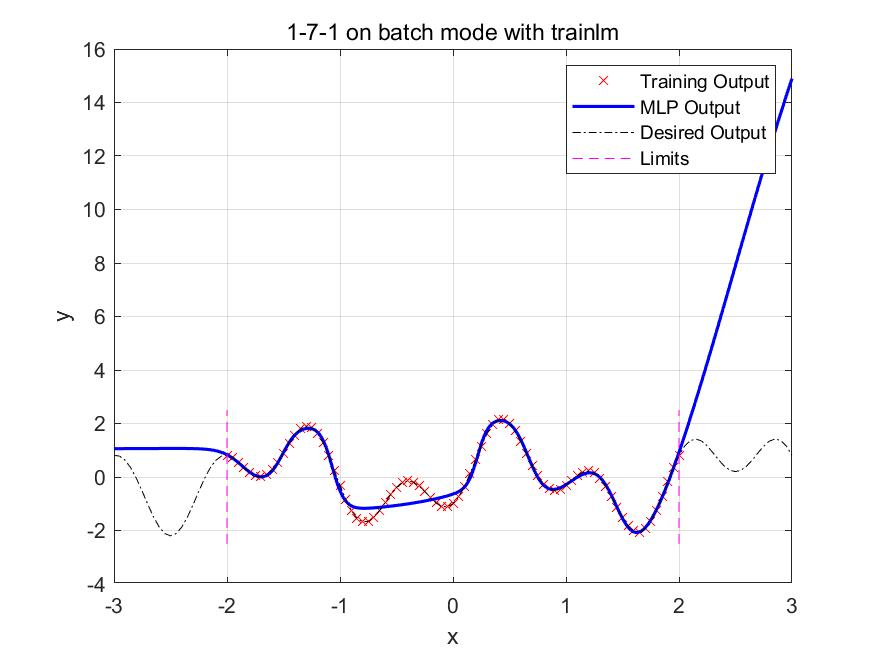 1-7-1 on batch mode with trainlm
16
14
12
10
8
6
4
2
0
-2
-4
y
Training Output
MLP Output
Desired Output
Limits
-3 -2 -1 0 1 2 3
x